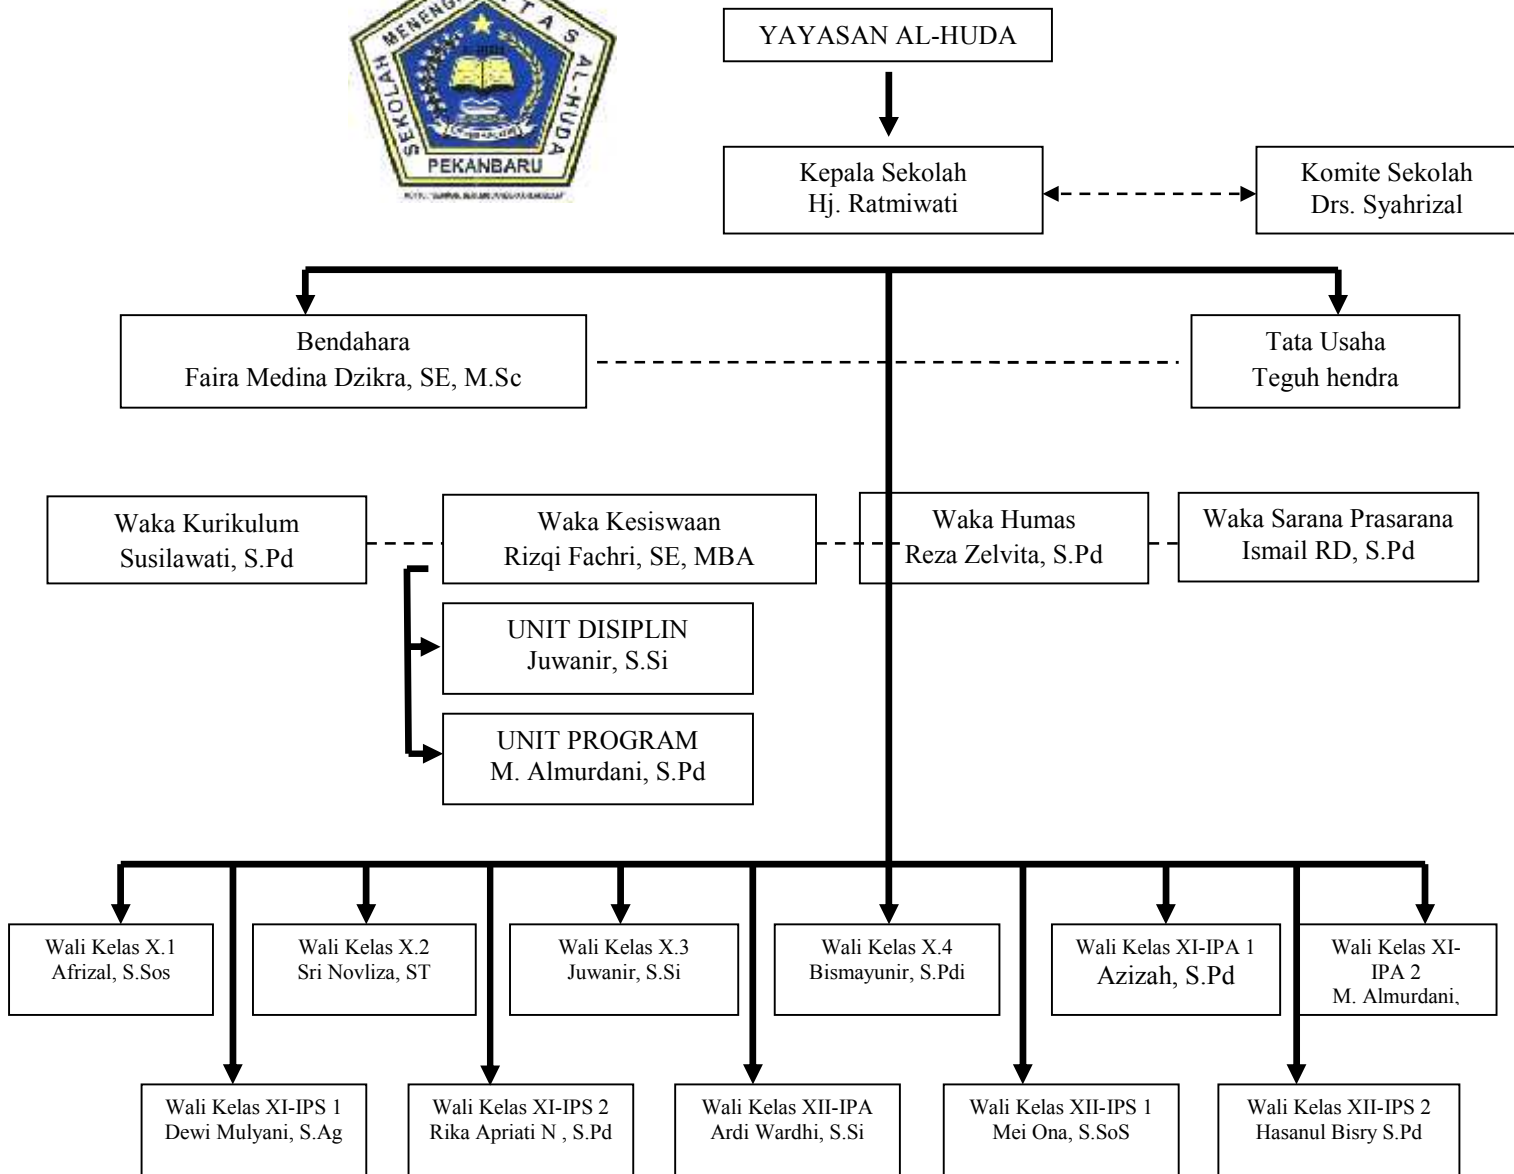 SEKOLAH MENENG TAS AL-HUDA
PEKANBARU
YAYASAN AL-HUDA
Kepala Sekolah
Hj. Ratmiwati
Komite Sekolah
Drs. Syahrizal
Bendahara
Faira Medina Dzikra, SE, M.Sc
Tata Usaha
Teguh hendra
Waka Kurikulum
Susilawati, S.Pd
Waka Kesiswaan
Rizqi Fachri, SE, MBA
Waka Humas
Reza Zelvita, S.Pd
Waka Sarana Prasarana
Ismail RD, S.Pd
UNIT DISIPLIN
Juwanir, S.Si
UNIT PROGRAM
M. Almurdani, S.Pd
Wali Kelas X.1
Afrizal, S.Sos
Wali Kelas X.2
Sri Novliza, ST
Wali Kelas X.3
Juwanir, S.Si
Wali Kelas X.4
Bismayunir, S.Pdi
Wali Kelas XI-IPA 1
Azizah, S.Pd
Wali Kelas XI-
IPA 2
M. Almurdani,
Wali Kelas XI-IPS 1
Dewi Mulyani, S.Ag
Wali Kelas XI-IPS 2
Rika Apriati N , S.Pd
Wali Kelas XII-IPA
Ardi Wardhi, S.Si
Wali Kelas XII-IPS 1
Mei Ona, S.SoS
Wali Kelas XII-IPS 2
Hasanul Bisry S.Pd